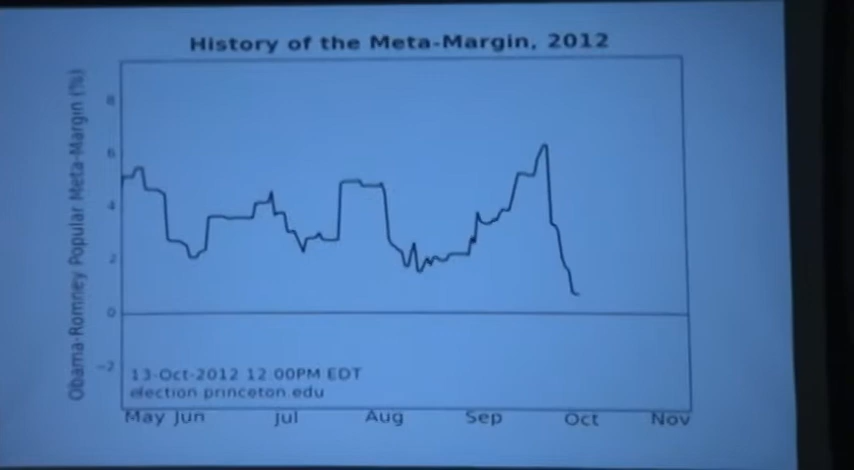 History of the Meta-Margin, 2012
Obama-Romney Popular Meta-Margin (%)
8
6
4
2
0
-2
13-Oct-2012 12:00PM EDT
election.princeton.edu
May Jun Jul Aug Sep Oct Nov